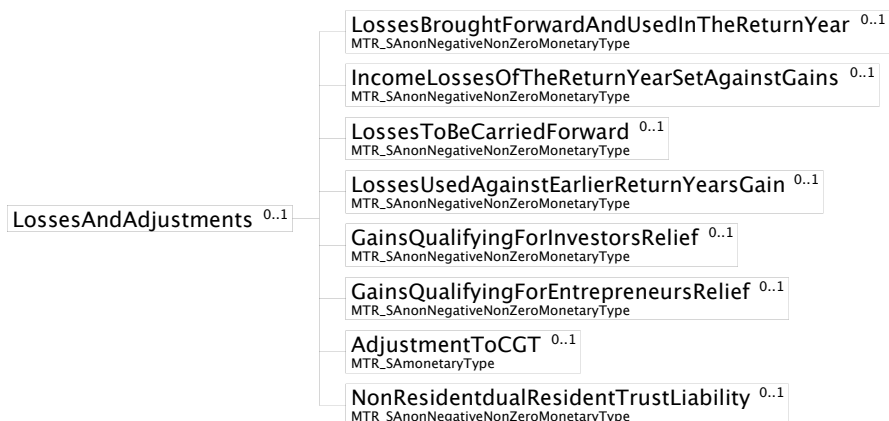 LossesBroughtForwardAndUsedInTheReturnYear 0..1
MTR_SAnonNegativeNonZeroMonetaryType
IncomeLossesOfTheReturnYearSetAgainstGains 0..1
MTR_SAnonNegativeNonZeroMonetaryType
LossesToBeCarriedForward 0..1
MTR_SAnonNegativeNonZeroMonetaryType
LossesUsedAgainstEarlierReturnYearsGain 0..1
MTR_SAnonNegativeNonZeroMonetaryType
LossesAndAdjustments 0..1
GainsQualifyingForInvestorsRelief 0..1
MTR_SAnonNegativeNonZeroMonetaryType
GainsQualifyingForEntrepreneursRelief 0..1
MTR_SAnonNegativeNonZeroMonetaryType
AdjustmentToCGT 0..1
MTR_SAmonetaryType
NonResidentdualResidentTrustLiability 0..1
MTR_SAnonNegativeNonZeroMonetaryType